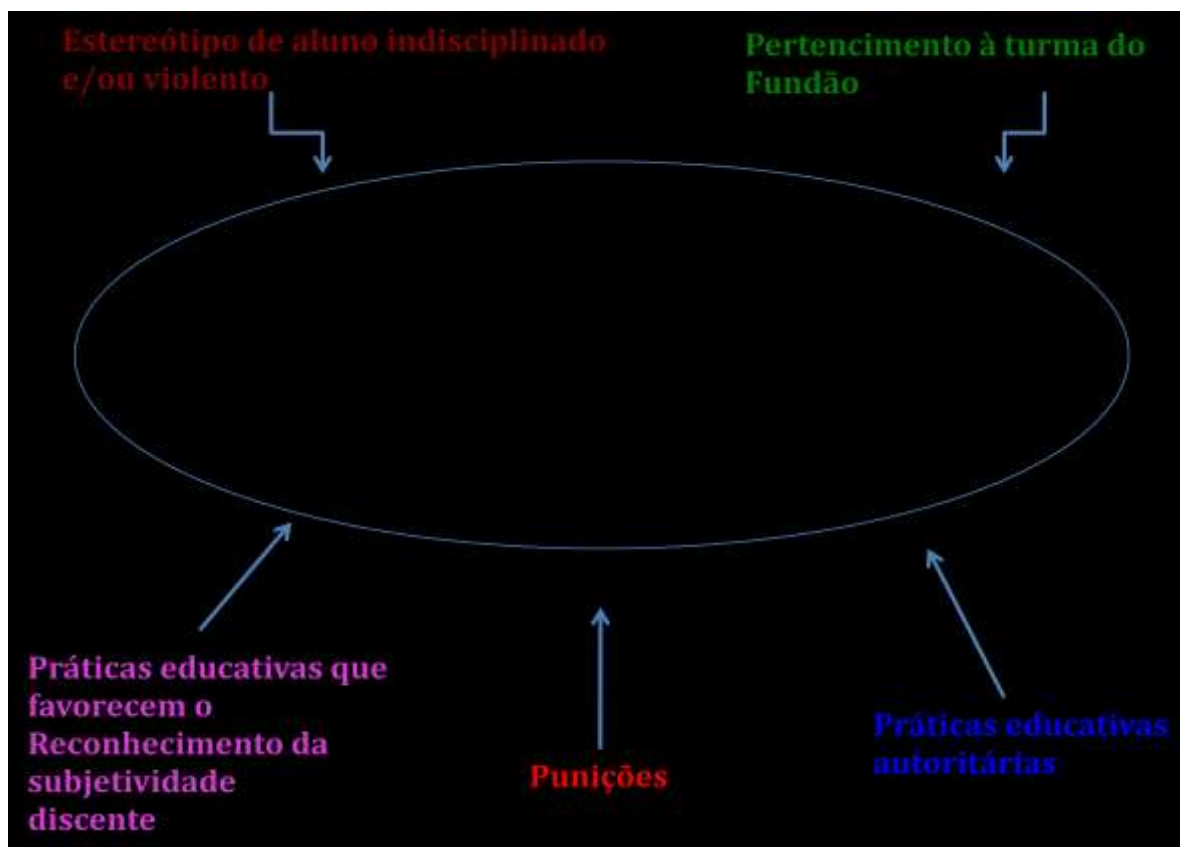 Estereótipo de aluno indisciplinado
e/ou violento
Pertencimento à turma do
Fundão
Práticas educativas que
favorecem o
Reconhecimento da
subjetividade
discente
Punições
Práticas educativas
autoritárias